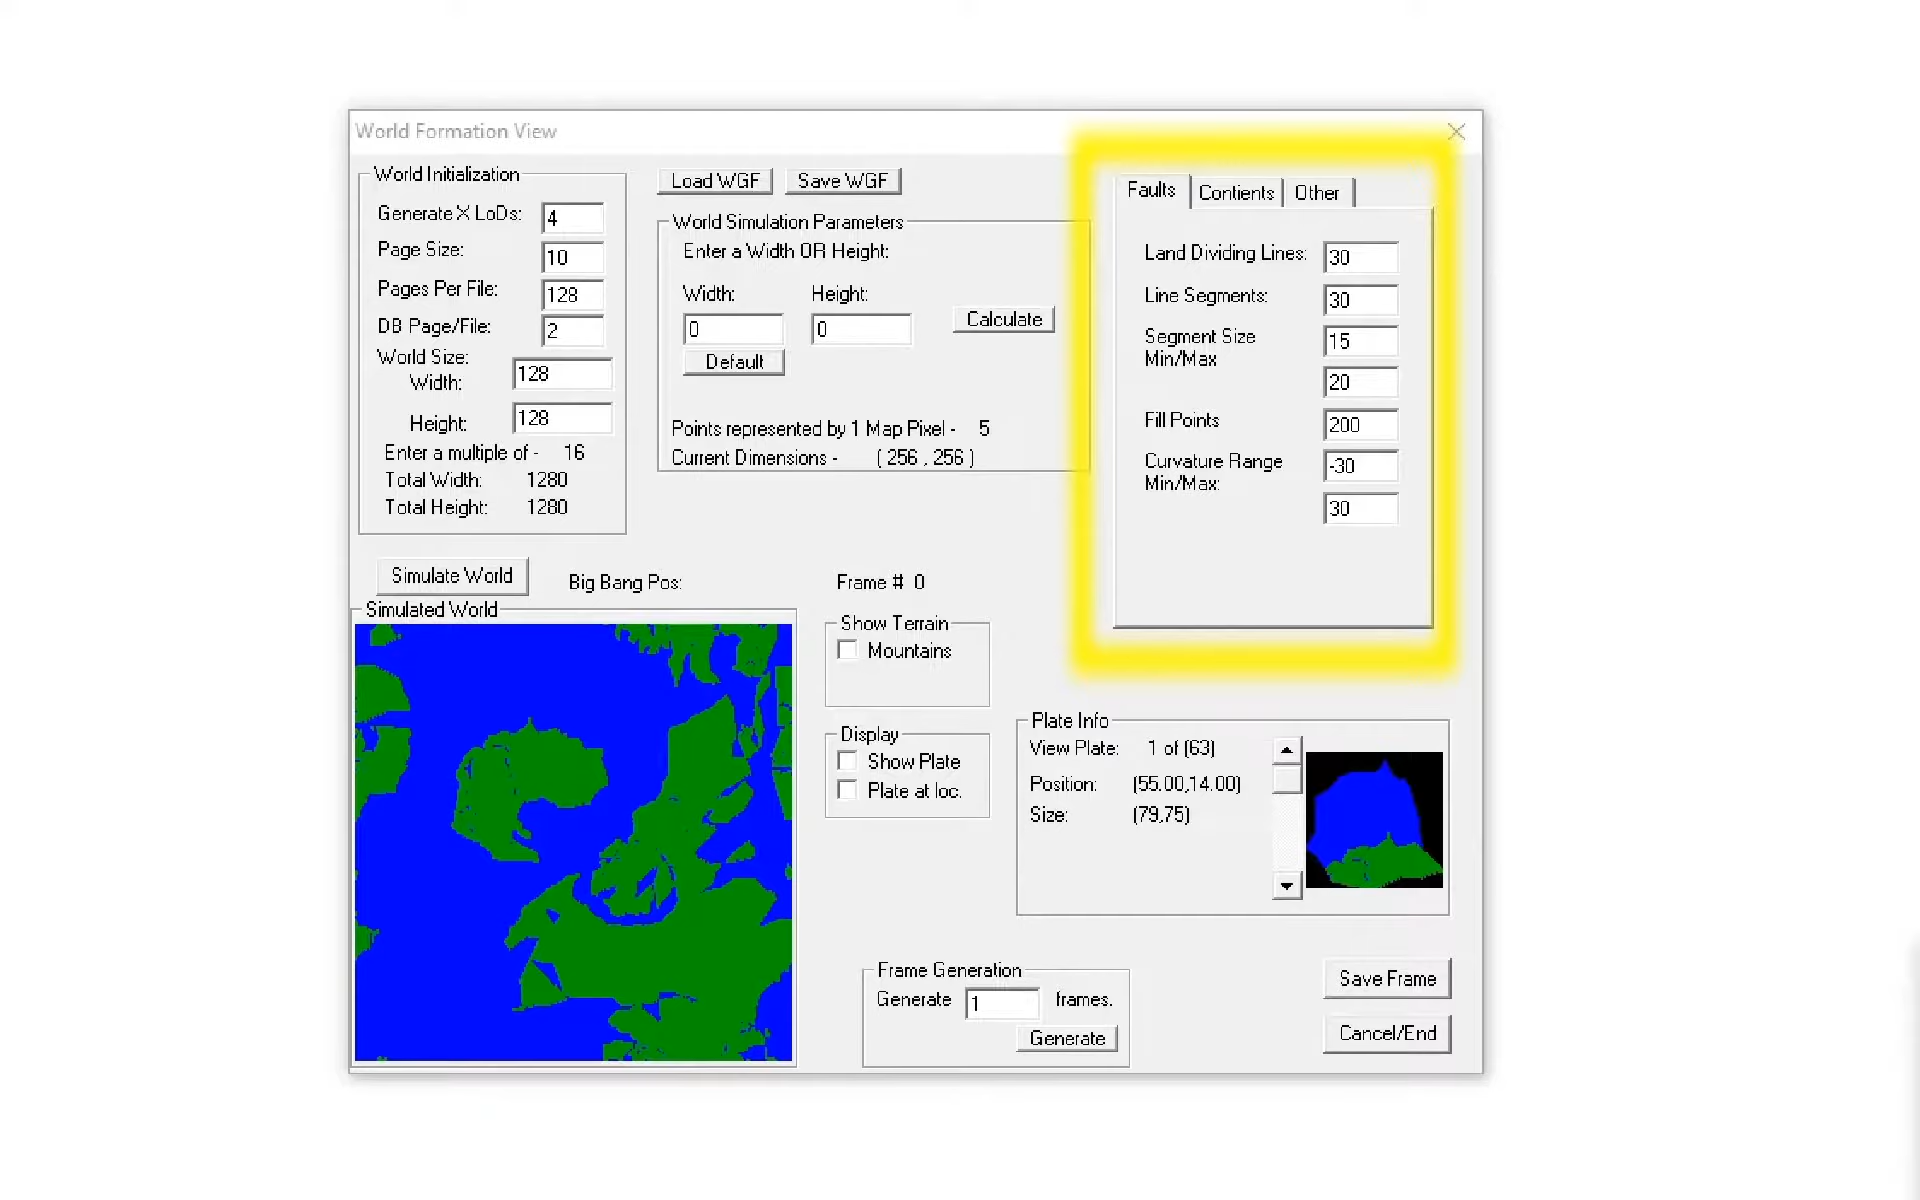 World Formation View
World Initialization
Generate X LoDs: 4
Page Size: 10
Pages Per File: 128
DB Page/File: 2
World Size:
Width: 128
Height: 128
Enter a multiple of - 16
Total Width: 1280
Total Height: 1280
Load WGF Save WGF
World Simulation Parameters
Enter a Width OR Height:
Width: Height:
0 0 Calculate
Default
Points represented by 1 Map Pixel - 5
Current Dimensions - ( 256 , 256 )
Faults Contients Other
Land Dividing Lines: 30
Line Segments: 30
Segment Size 15
Min/Max
20
Fill Points 200
Curvature Range -30
Min/Max:
30
Simulate World Big Bang Pos: Frame # 0
Simulated World
Show Terrain
Mountains
Display
Show Plate
Plate at loc.
Plate Info
View Plate: 1 of (63)
Position: (55.00,14.00)
Size: (79,75)
Frame Generation
Generate 1 frames.
Generate
Save Frame
Cancel/End